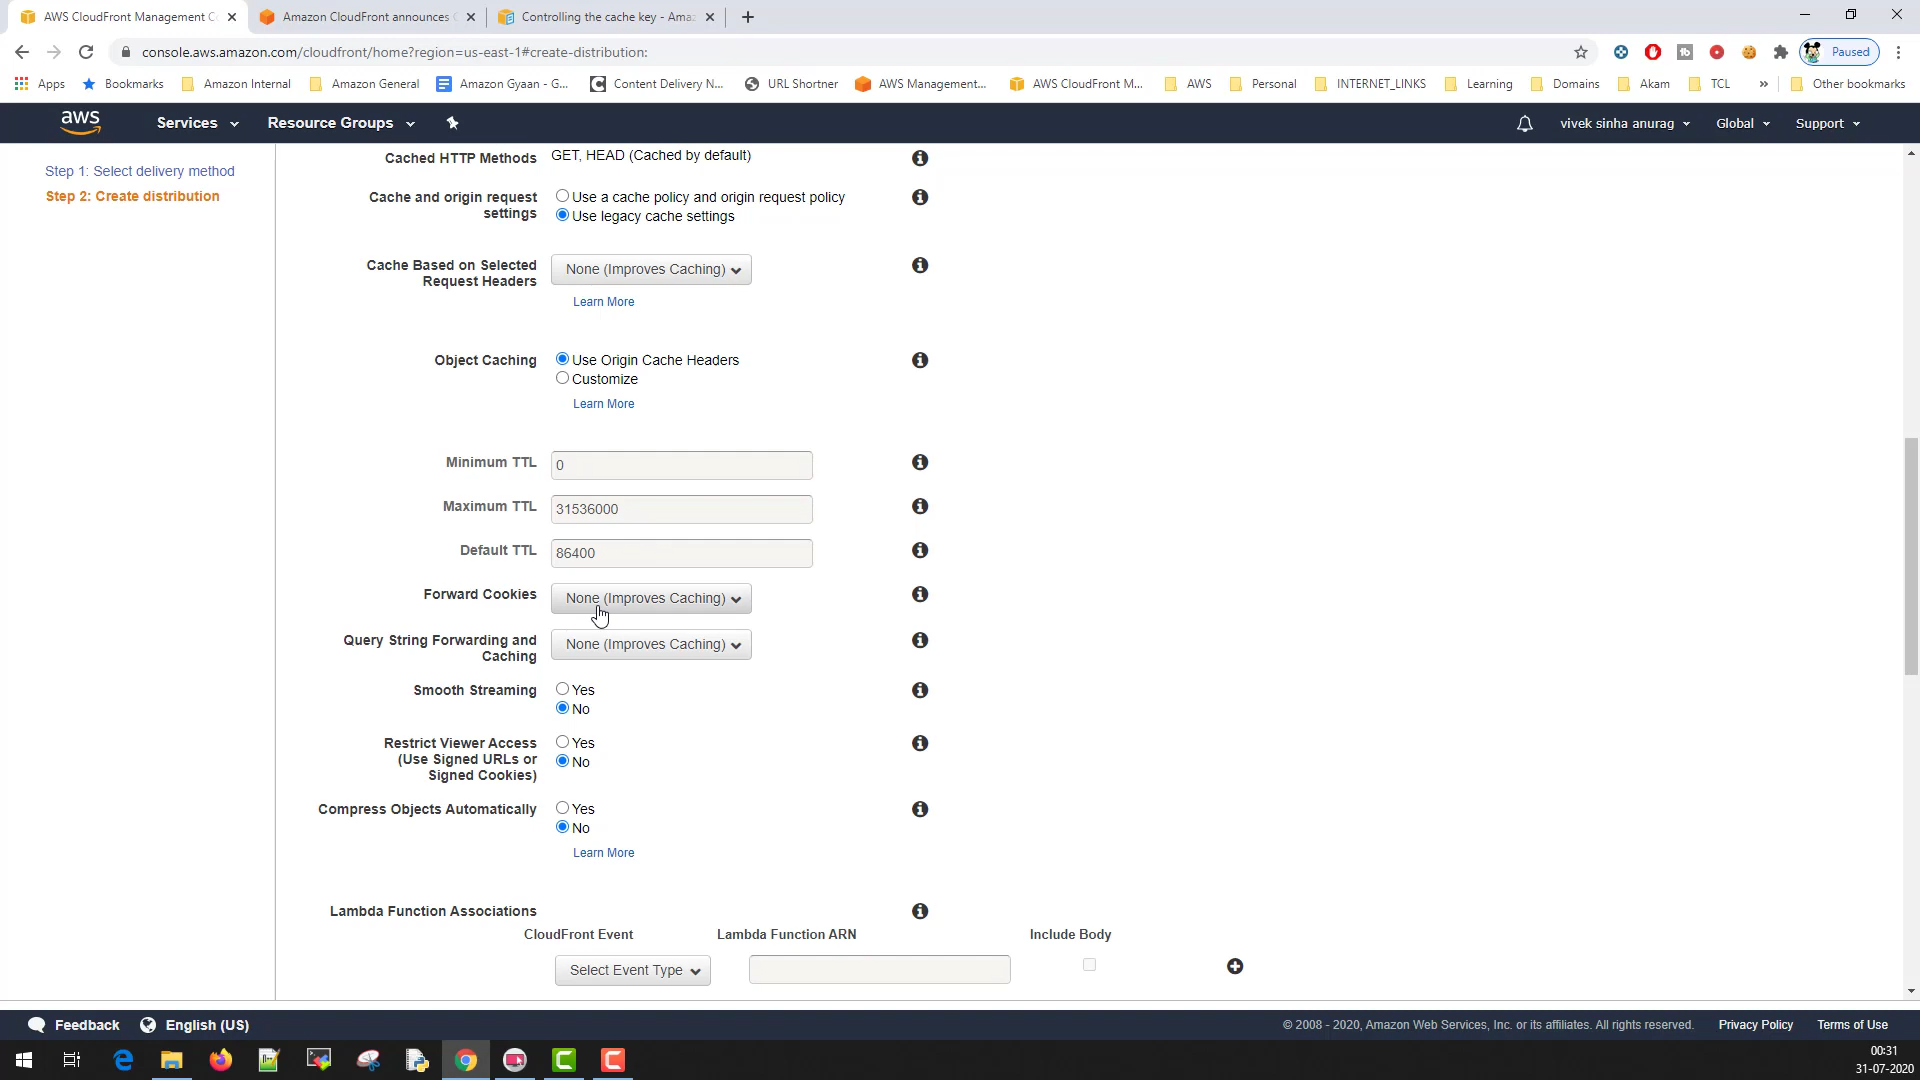 AWS CloudFront Management Co
Amazon CloudFront announces C
Controlling the cache key - Amaz
console.aws.amazon.com/cloudfront/home?region=us-east-1#create-distribution:
Paused
Apps
Bookmarks
Amazon Internal
Amazon General
Amazon Gyaan - G...
Content Delivery N...
URL Shortner
AWS Management...
AWS CloudFront M...
AWS
Personal
INTERNET_LINKS
Learning
Domains
Akam
TCL
»
Other bookmarks
aws
Services
Resource Groups
vivek sinha anurag
Global
Support
Step 1: Select delivery method
Step 2: Create distribution
Cached HTTP Methods
GET, HEAD (Cached by default)
Cache and origin request
settings
Use a cache policy and origin request policy
Use legacy cache settings
Cache Based on Selected
Request Headers
None (Improves Caching)
Learn More
Object Caching
Use Origin Cache Headers
Customize
Learn More
Minimum TTL
0
Maximum TTL
31536000
Default TTL
86400
Forward Cookies
None (Improves Caching)
Query String Forwarding and
Caching
None (Improves Caching)
Smooth Streaming
Yes
No
Restrict Viewer Access
(Use Signed URLs or
Signed Cookies)
Yes
No
Compress Objects Automatically
Yes
No
Learn More
Lambda Function Associations
CloudFront Event
Lambda Function ARN
Include Body
Select Event Type
Feedback
English (US)
© 2008 - 2020, Amazon Web Services, Inc. or its affiliates. All rights reserved.
Privacy Policy
Terms of Use
00:31
31-07-2020